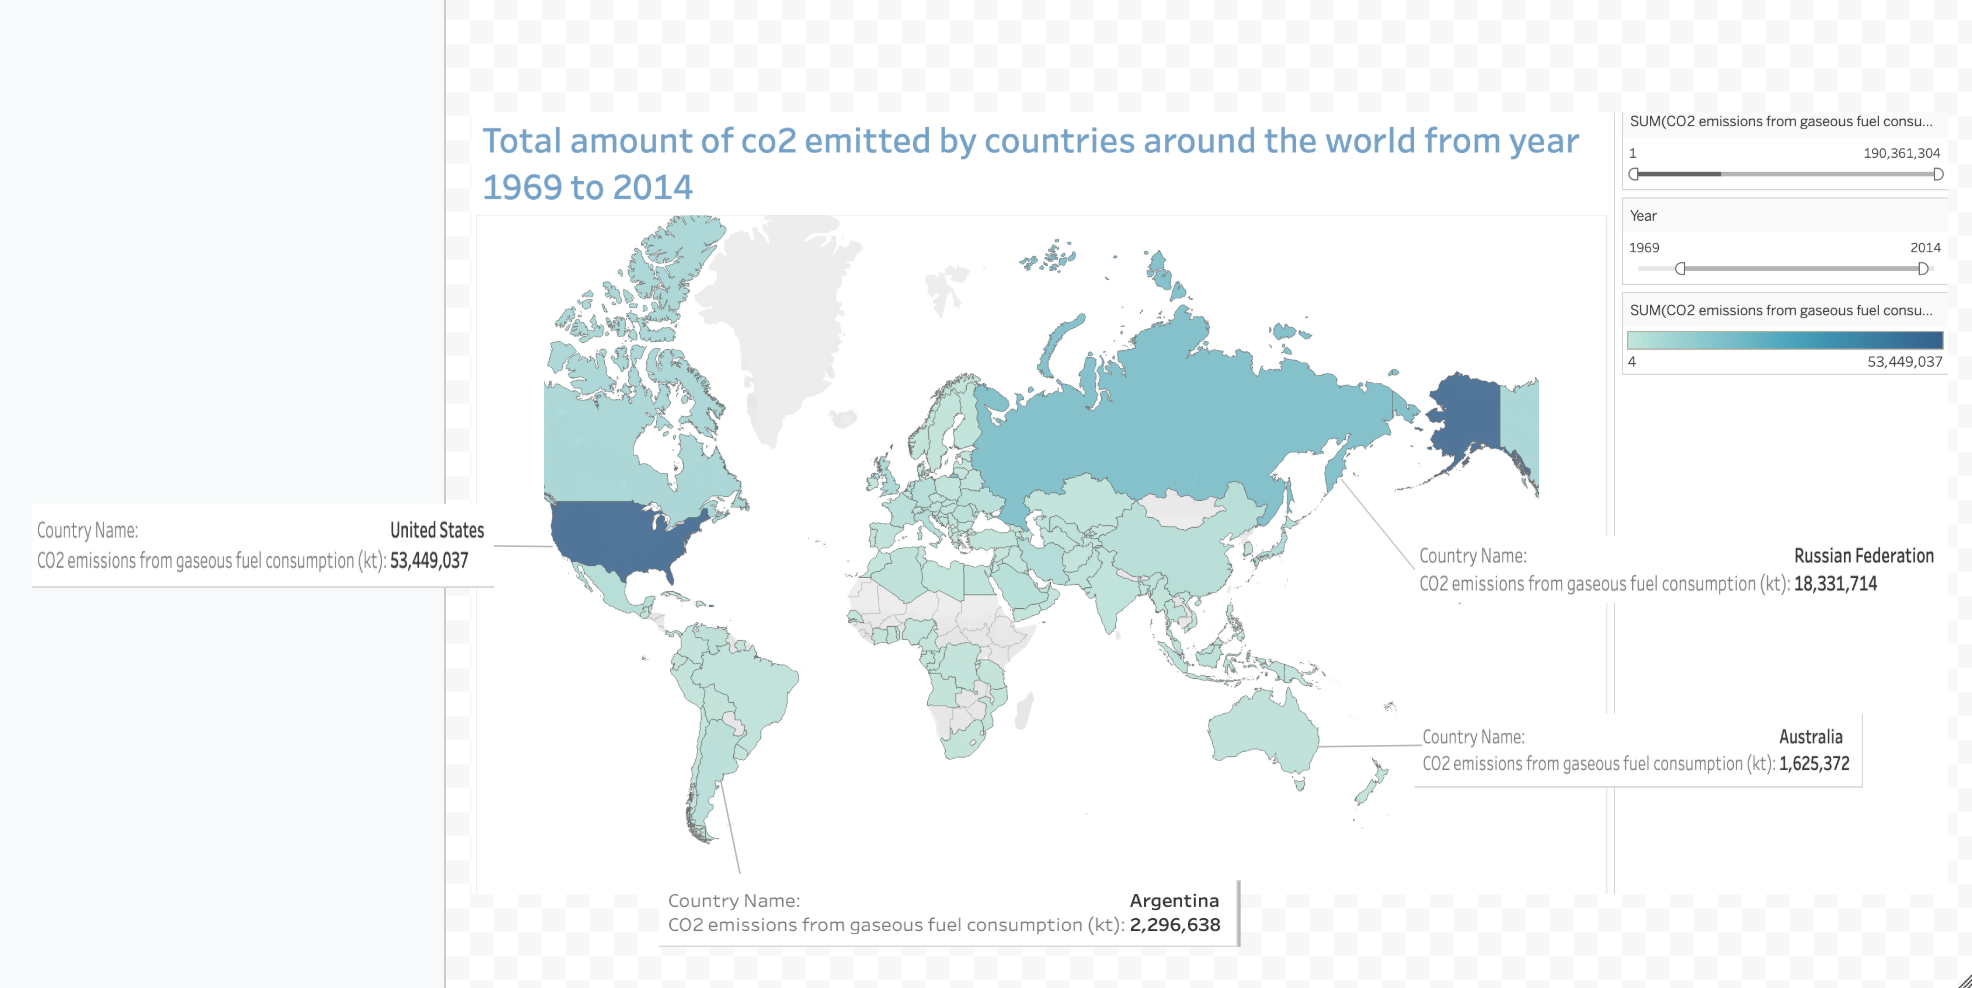 Total amount of co2 emitted by countries around the world from year
1969 to 2014
SUM(CO2 emissions from gaseous fuel consu...
1 190,361,304
Year
1969 2014
SUM(CO2 emissions from gaseous fuel consu...
4 53,449,037
Country Name: United States
CO2 emissions from gaseous fuel consumption (kt): 53,449,037
Country Name: Russian Federation
CO2 emissions from gaseous fuel consumption (kt): 18,331,714
Country Name: Australia
CO2 emissions from gaseous fuel consumption (kt): 1,625,372
Country Name: Argentina
CO2 emissions from gaseous fuel consumption (kt): 2,296,638